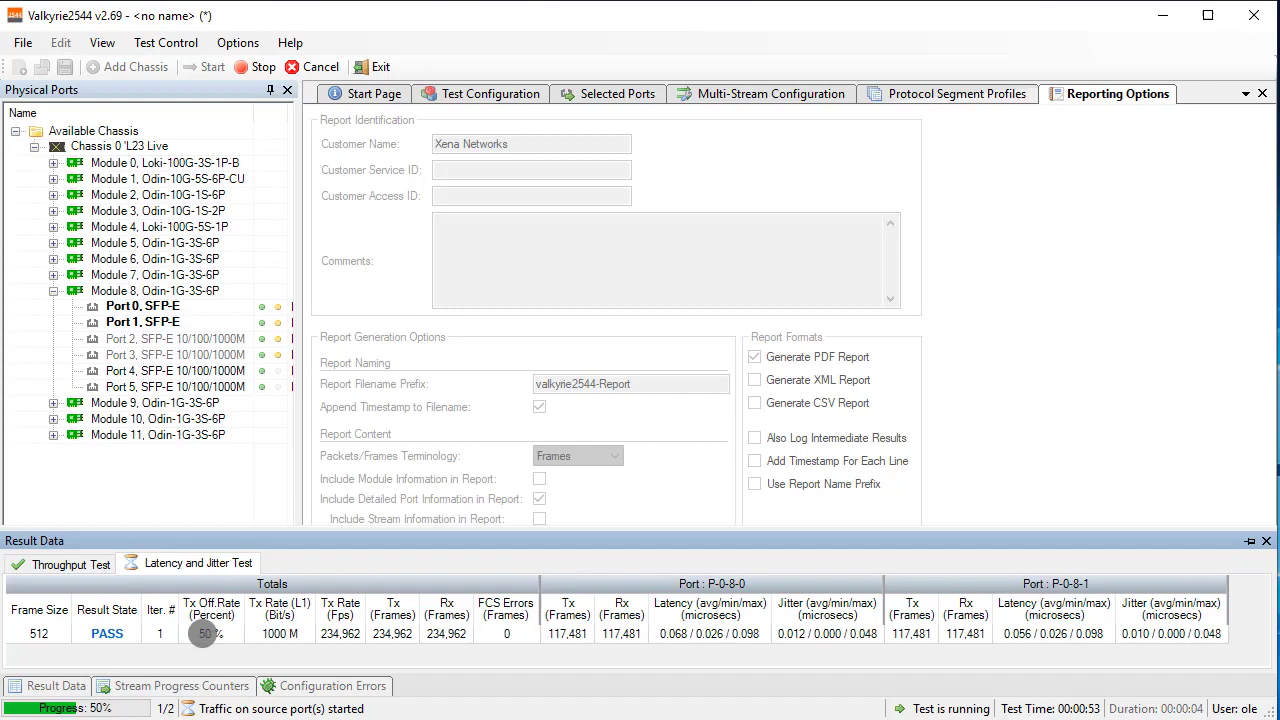 Valkyrie2544 v2.69 - <no name> (*)
File Edit View Test Control Options Help
Add Chassis Start Stop Cancel Exit
Physical Ports
Start Page Test Configuration Selected Ports Multi-Stream Configuration Protocol Segment Profiles Reporting Options
Name
Available Chassis
Chassis 0 'L23 Live
Module 0, Loki-100G-3S-1P-B
Module 1, Odin-10G-5S-6P-CU
Module 2, Odin-10G-1S-6P
Module 3, Odin-10G-1S-2P
Module 4, Loki-100G-5S-1P
Module 5, Odin-1G-3S-6P
Module 6, Odin-1G-3S-6P
Module 7, Odin-1G-3S-6P
Module 8, Odin-1G-3S-6P
Port 0, SFP-E
Port 1, SFP-E
Port 2, SFP-E 10/100/1000M
Port 3, SFP-E 10/100/1000M
Port 4, SFP-E 10/100/1000M
Port 5, SFP-E 10/100/1000M
Module 9, Odin-1G-3S-6P
Module 10, Odin-1G-3S-6P
Module 11, Odin-1G-3S-6P
Report Identification
Customer Name: Xena Networks
Customer Service ID:
Customer Access ID:
Comments:
Report Generation Options
Report Naming
Report Filename Prefix: valkyrie2544-Report
Append Timestamp to Filename:
Report Content
Packets/Frames Terminology: Frames
Include Module Information in Report:
Include Detailed Port Information in Report:
Include Stream Information in Report:
Report Formats
Generate PDF Report
Generate XML Report
Generate CSV Report
Also Log Intermediate Results
Add Timestamp For Each Line
Use Report Name Prefix
Result Data
Throughput Test Latency and Jitter Test
Totals Port : P-0-8-0 Port : P-0-8-1
Frame Size Result State Iter. # Tx Off.Rate Tx Rate (L1) Tx Rate Tx Rx FCS Errors Tx Rx Latency (avg/min/max) Jitter (avg/min/max) Tx Rx Latency (avg/min/max) Jitter (avg/min/max)
(Percent) (Bit/s) (Fps) (Frames) (Frames) (Frames) (Frames) (Frames) (microsecs) (microsecs) (Frames) (Frames) (microsecs) (microsecs)
512 PASS 1 50 % 1000 M 234,962 234,962 234,962 0 117,481 117,481 0.068 / 0.026 / 0.098 0.012 / 0.000 / 0.048 117,481 117,481 0.056 / 0.026 / 0.098 0.010 / 0.000 / 0.048
Result Data Stream Progress Counters Configuration Errors
Progress: 50% 1/2 Traffic on source port(s) started Test is running Test Time: 00:00:53 Duration: 00:00:04 User: ole